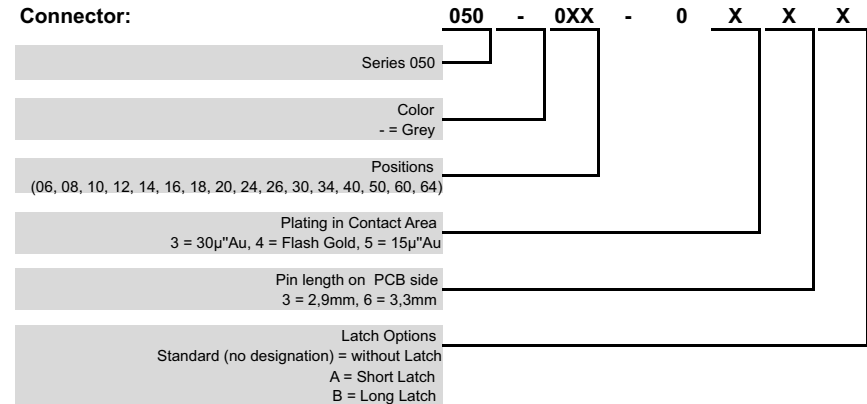 Connector: 050 - 0XX - 0 X X X
Series 050
Color
- = Grey
Positions
(06, 08, 10, 12, 14, 16, 18, 20, 24, 26, 30, 34, 40, 50, 60, 64)
Plating in Contact Area
3 = 30µ"Au, 4 = Flash Gold, 5 = 15µ"Au
Pin length on PCB side
3 = 2,9mm, 6 = 3,3mm
Latch Options
Standard (no designation) = without Latch
A = Short Latch
B = Long Latch